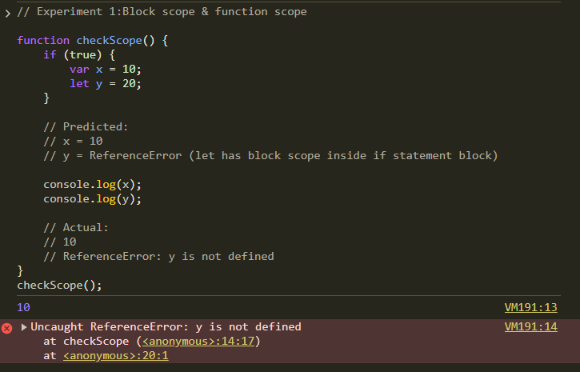 // Experiment 1:Block scope & function scope
function checkScope() {
    if (true) {
        var x = 10;
        let y = 20;
    }
    // Predicted:
    // x = 10
    // y = ReferenceError (let has block scope inside if statement block)
    console.log(x);
    console.log(y);
    // Actual:
    // 10
    // ReferenceError: y is not defined
}
checkScope();
10 VM191:13
Uncaught ReferenceError: y is not defined VM191:14
    at checkScope (<anonymous>:14:17)
    at <anonymous>:20:1